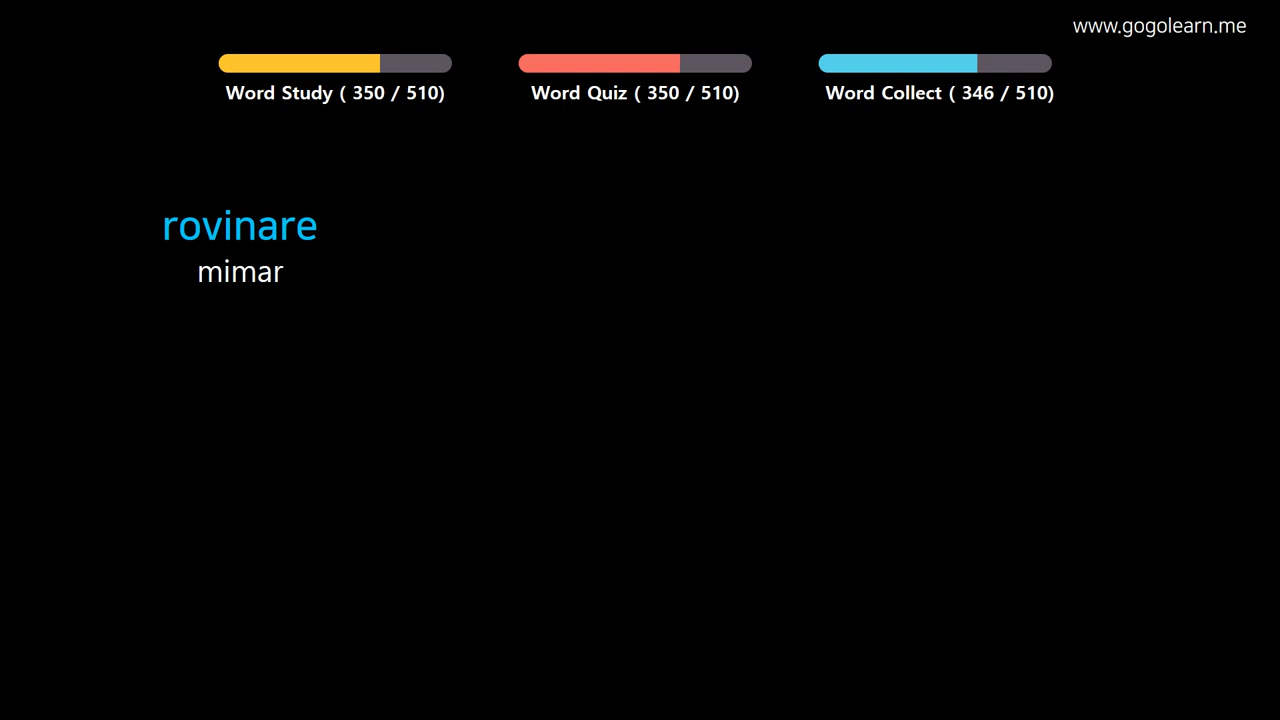 www.gogolearn.me
Word Study ( 350 / 510)
Word Quiz ( 350 / 510)
Word Collect ( 346 / 510)
rovinare
mimar